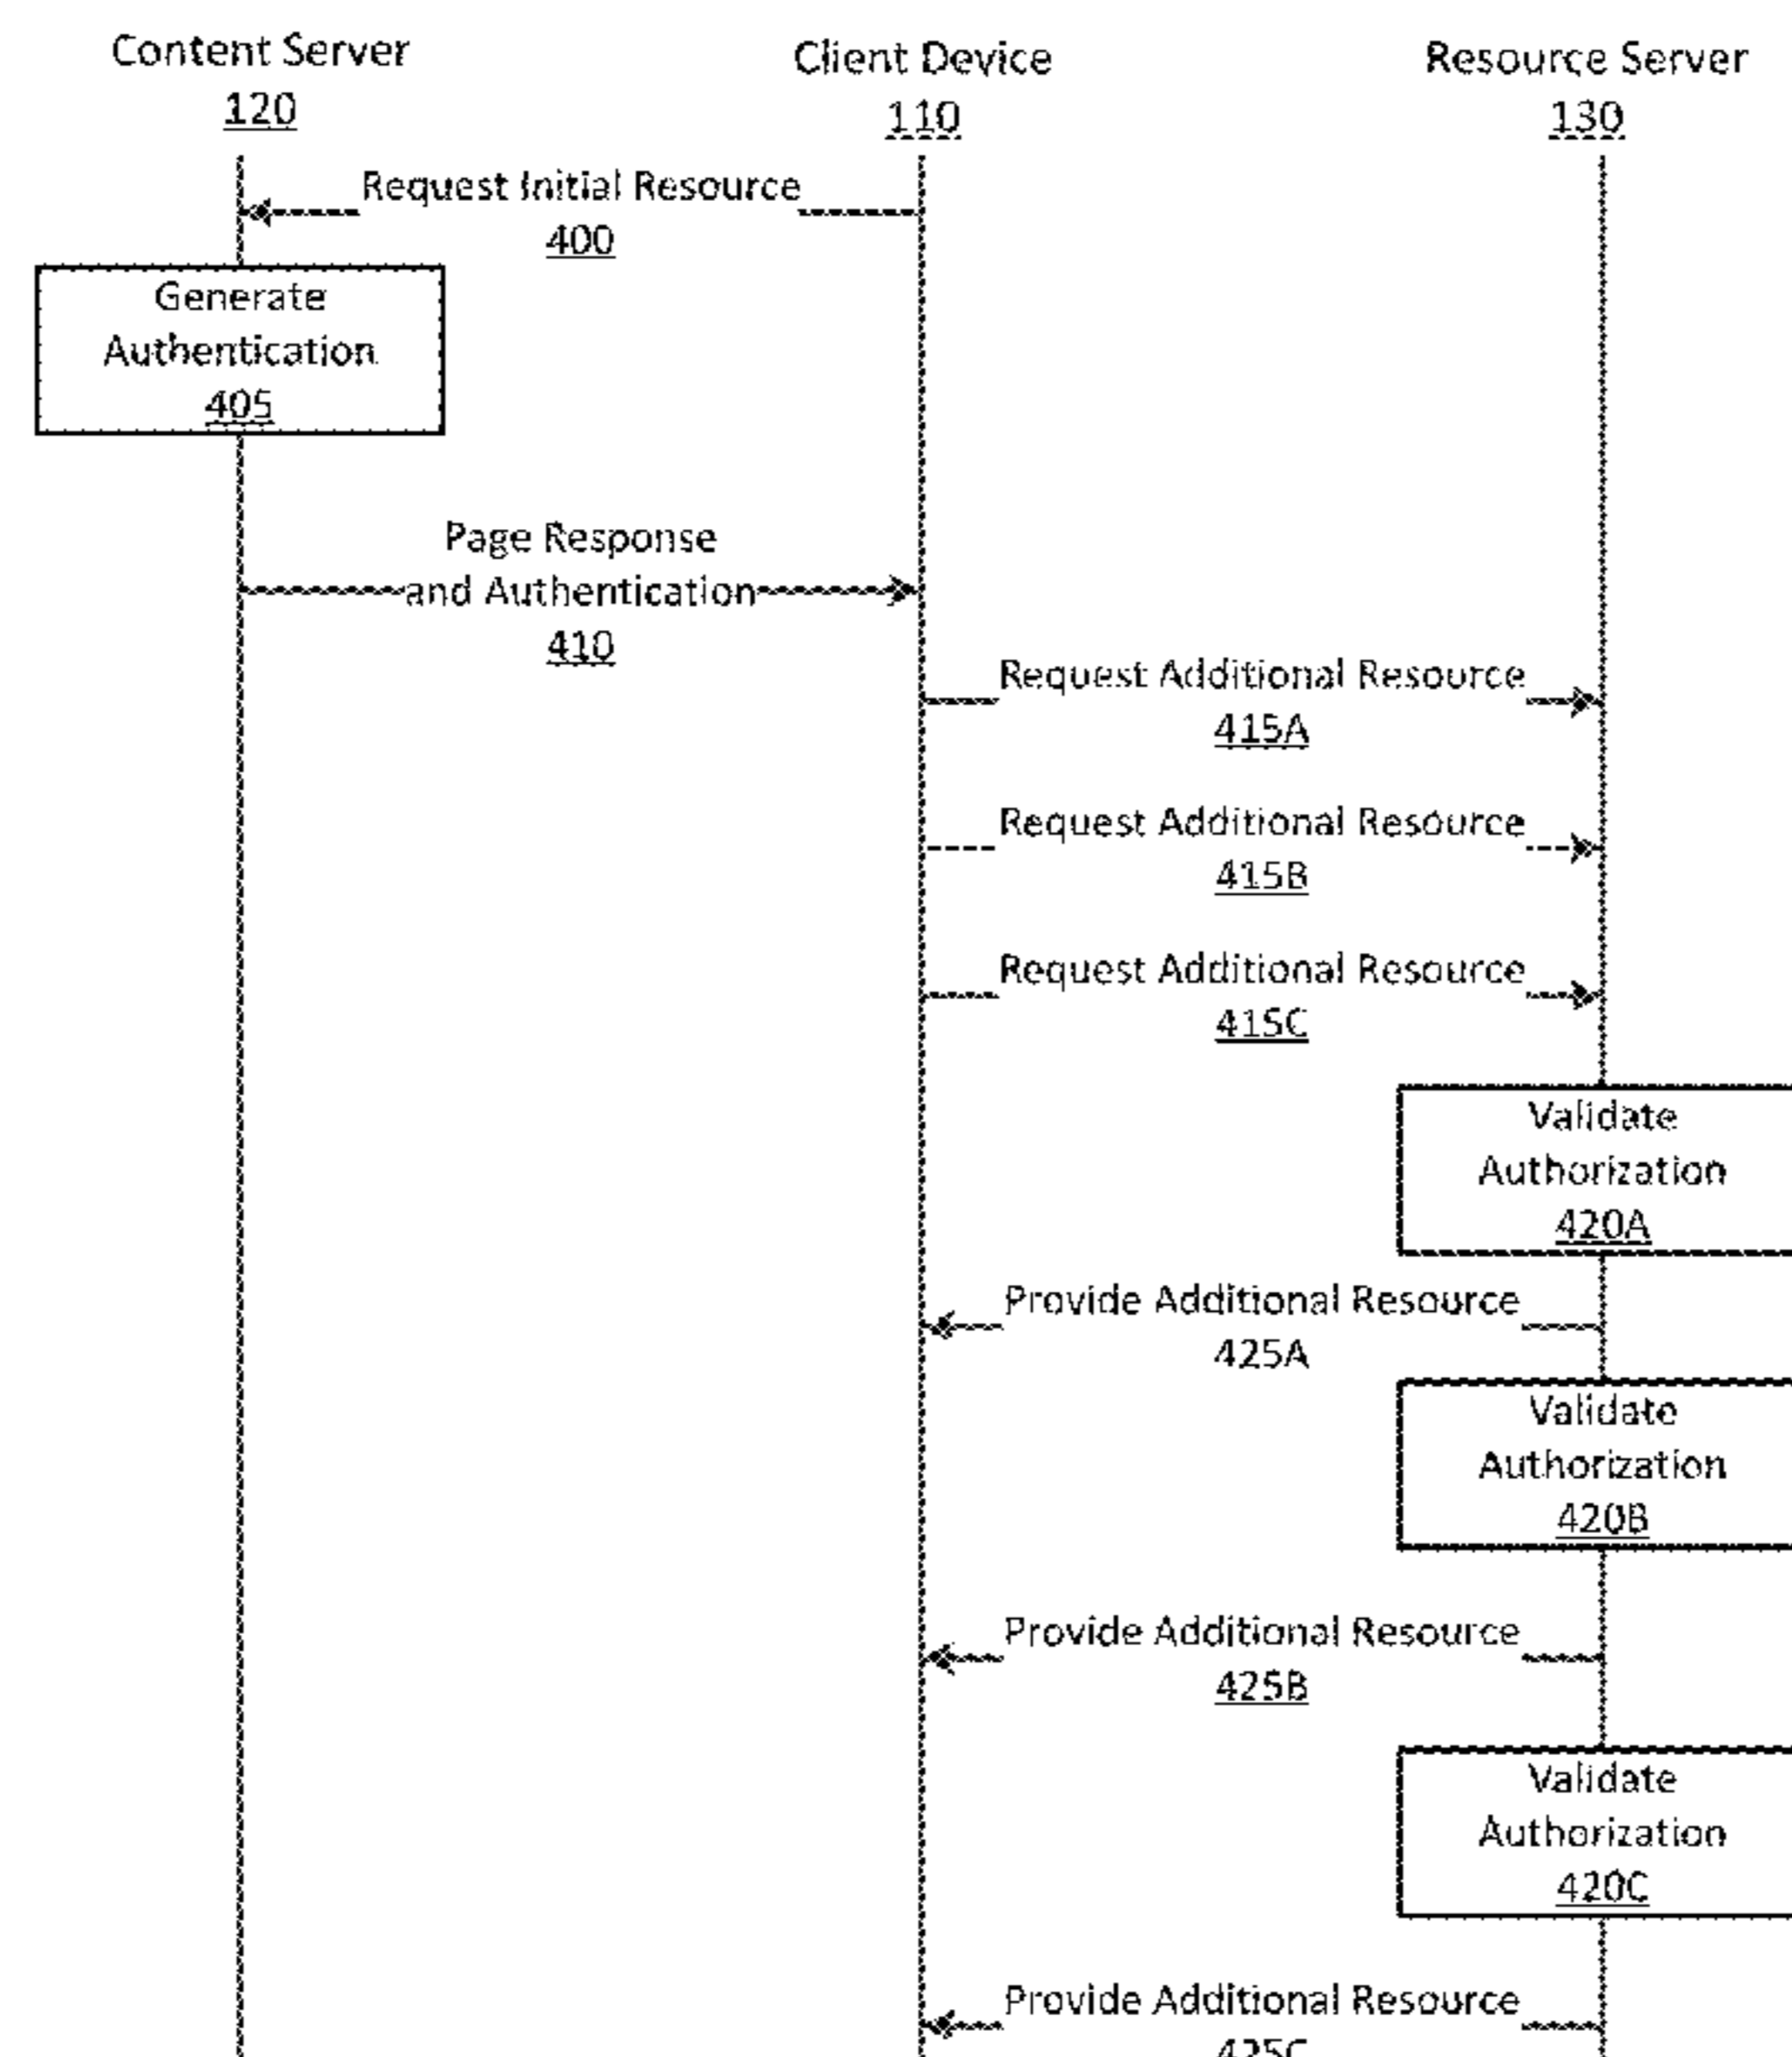 Content Server
120
Client Device
110
Resource Server
130
Request Initial Resource
400
Generate
Authentication
405
Page Response
and Authentication
410
Request Additional Resource
415A
Request Additional Resource
415B
Request Additional Resource
415C
Validate
Authorization
420A
Provide Additional Resource
425A
Validate
Authorization
420B
Provide Additional Resource
425B
Validate
Authorization
420C
Provide Additional Resource
425C